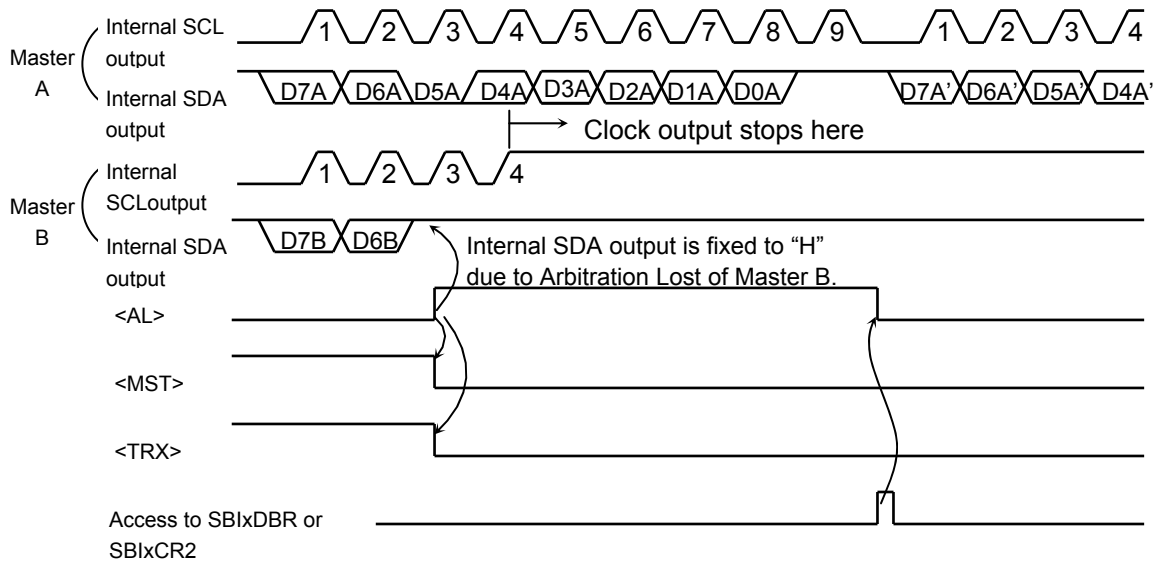 Internal SCL
output
1 2 3 4 5 6 7 8 9 1 2 3 4
Master
A
Internal SDA
output
D7A D6A D5A D4A D3A D2A D1A D0A D7A' D6A' D5A' D4A'
Clock output stops here
Internal
SCLoutput
1 2 3 4
Master
B
Internal SDA
output
D7B D6B
Internal SDA output is fixed to “H”
due to Arbitration Lost of Master B.
<AL>
<MST>
<TRX>
Access to SBIxDBR or
SBIxCR2